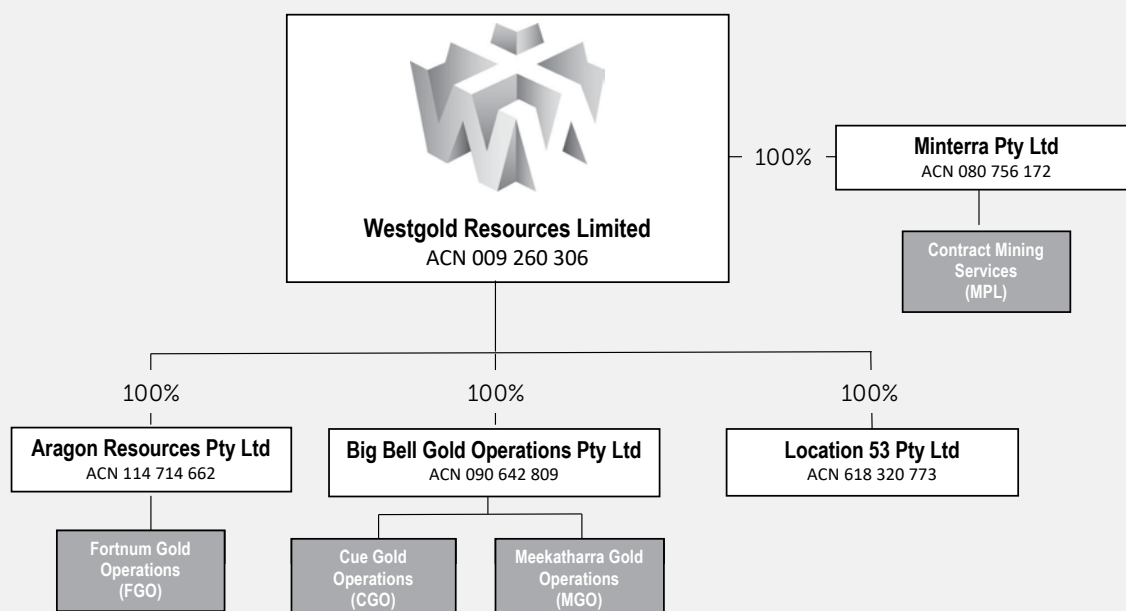 Westgold Resources Limited
ACN 009 260 306
100%
Minterra Pty Ltd
ACN 080 756 172
Contract Mining
Services
(MPL)
100%
100%
100%
Aragon Resources Pty Ltd
ACN 114 714 662
Big Bell Gold Operations Pty Ltd
ACN 090 642 809
Location 53 Pty Ltd
ACN 618 320 773
Fortnum Gold
Operations
(FGO)
Cue Gold
Operations
(CGO)
Meekatharra Gold
Operations
(MGO)